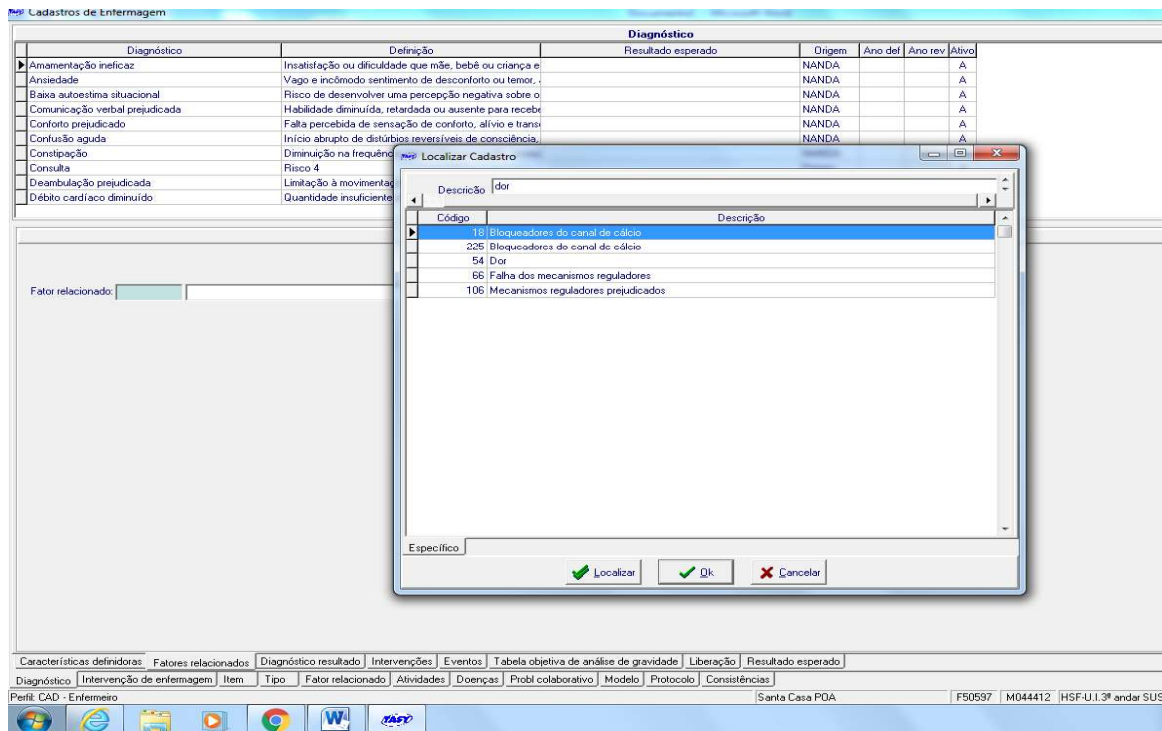 Cadastros de Enfermagem
Diagnóstico
Diagnóstico Definição Resultado esperado Origem Ano def Ano rev Ativo
Amamentação ineficaz Insatisfação ou dificuldade que mãe, bebê ou criança e NANDA A
Ansiedade Vago e incômodo sentimento de desconforto ou temor, NANDA A
Baixa autoestima situacional Risco de desenvolver uma percepção negativa sobre o NANDA A
Comunicação verbal prejudicada Habilidade diminuída, retardada ou ausente para recebe NANDA A
Conforto prejudicado Falta percebida de sensação de conforto, alívio e trans NANDA A
Confusão aguda Início abrupto de distúrbios reversíveis de consciência, NANDA A
Constipação Diminuição na frequênc
Consulta Risco 4
Deambulação prejudicada Limitação à movimentaç
Débito cardíaco diminuído Quantidade insuficiente
Fator relacionado:
Localizar Cadastro
Descrição dor
Código Descrição
18 Bloqueadores do canal de cálcio
225 Bloqueadores do canal de cálcio
54 Dor
66 Falha dos mecanismos reguladores
106 Mecanismos reguladores prejudicados
Específico
Localizar Ok Cancelar
Características definidoras Fatores relacionados Diagnóstico resultado Intervenções Eventos Tabela objetiva de análise de gravidade Liberação Resultado esperado
Diagnóstico Intervenção de enfermagem Item Tipo Fator relacionado Atividades Doenças Probl colaborativo Modelo Protocolo Consistências
Perfil: CAD - Enfermeiro Santa Casa POA F50597 M044412 HSF-U.I.3º andar SUS
TASY